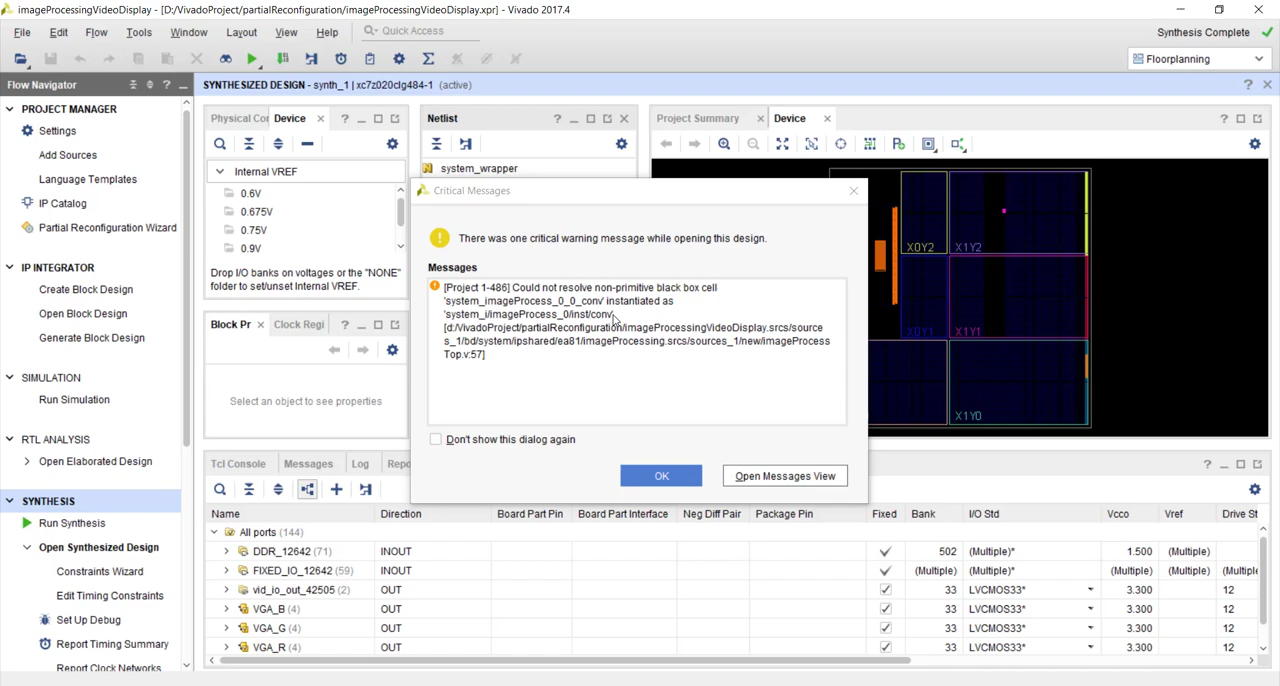 imageProcessingVideoDisplay - [D:/VivadoProject/partialReconfiguration/imageProcessingVideoDisplay.xpr] - Vivado 2017.4
File Edit Flow Tools Window Layout View Help Quick Access Synthesis Complete
Floorplanning
Flow Navigator
SYNTHESIZED DESIGN - synth_1 | xc7z020clg484-1 (active)
PROJECT MANAGER
Settings
Add Sources
Language Templates
IP Catalog
Partial Reconfiguration Wizard
IP INTEGRATOR
Create Block Design
Open Block Design
Generate Block Design
SIMULATION
Run Simulation
RTL ANALYSIS
Open Elaborated Design
SYNTHESIS
Run Synthesis
Open Synthesized Design
Constraints Wizard
Edit Timing Constraints
Set Up Debug
Report Timing Summary
Report Clock Networks
Physical Cor Device
Internal VREF
0.6V
0.675V
0.75V
0.9V
Drop I/O banks on voltages or the "NONE"
folder to set/unset Internal VREF.
Block Pr Clock Regi
Select an object to see properties
Netlist
system_wrapper
Project Summary Device
X0Y2 X1Y2
X0Y1 X1Y1
X1Y0
Critical Messages
There was one critical warning message while opening this design.
Messages
[Project 1-486] Could not resolve non-primitive black box cell
'system_imageProcess_0_0_conv' instantiated as
'system_i/imageProcess_0/inst/conv'
[d:/VivadoProject/partialReconfiguration/imageProcessingVideoDisplay.srcs/source
s_1/bd/system/ipshared/ea81/imageProcessing.srcs/sources_1/new/imageProcess
Top.v:57]
Don't show this dialog again
OK
Open Messages View
Tcl Console Messages Log Repo
Name Direction Board Part Pin Board Part Interface Neg Diff Pair Package Pin Fixed Bank I/O Std Vcco Vref Drive St
All ports (144)
DDR_12642 (71) INOUT 502 (Multiple)* 1.500 (Multiple)
FIXED_IO_12642 (59) INOUT (Multiple) (Multiple)* (Multiple) (Multiple) (Multiple
vid_io_out_42505 (2) OUT 33 LVCMOS33* 3.300 12
VGA_B (4) OUT 33 LVCMOS33* 3.300 12
VGA_G (4) OUT 33 LVCMOS33* 3.300 12
VGA_R (4) OUT 33 LVCMOS33* 3.300 12